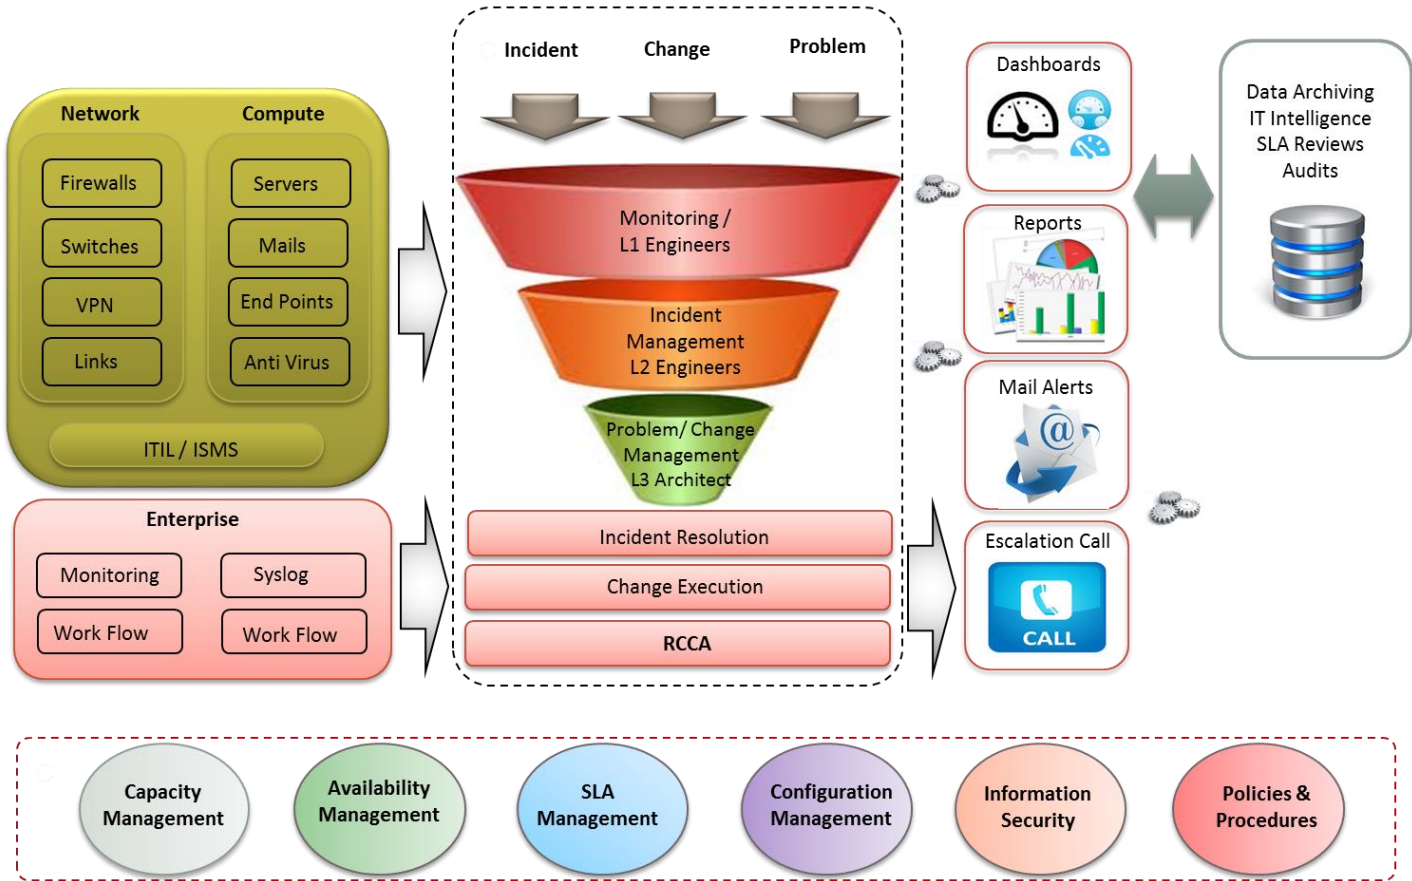 Network
Firewalls
Switches
VPN
Links
Compute
Servers
Mails
End Points
Anti Virus
ITIL / ISMS
Enterprise
Monitoring
Syslog
Work Flow
Work Flow
Incident
Change
Problem
Monitoring /
L1 Engineers
Incident
Management
L2 Engineers
Problem/ Change
Management
L3 Architect
Incident Resolution
Change Execution
RCCA
Dashboards
Reports
Mail Alerts
@
Escalation Call
CALL
Data Archiving
IT Intelligence
SLA Reviews
Audits
Capacity
Management
Availability
Management
SLA
Management
Configuration
Management
Information
Security
Policies &
Procedures